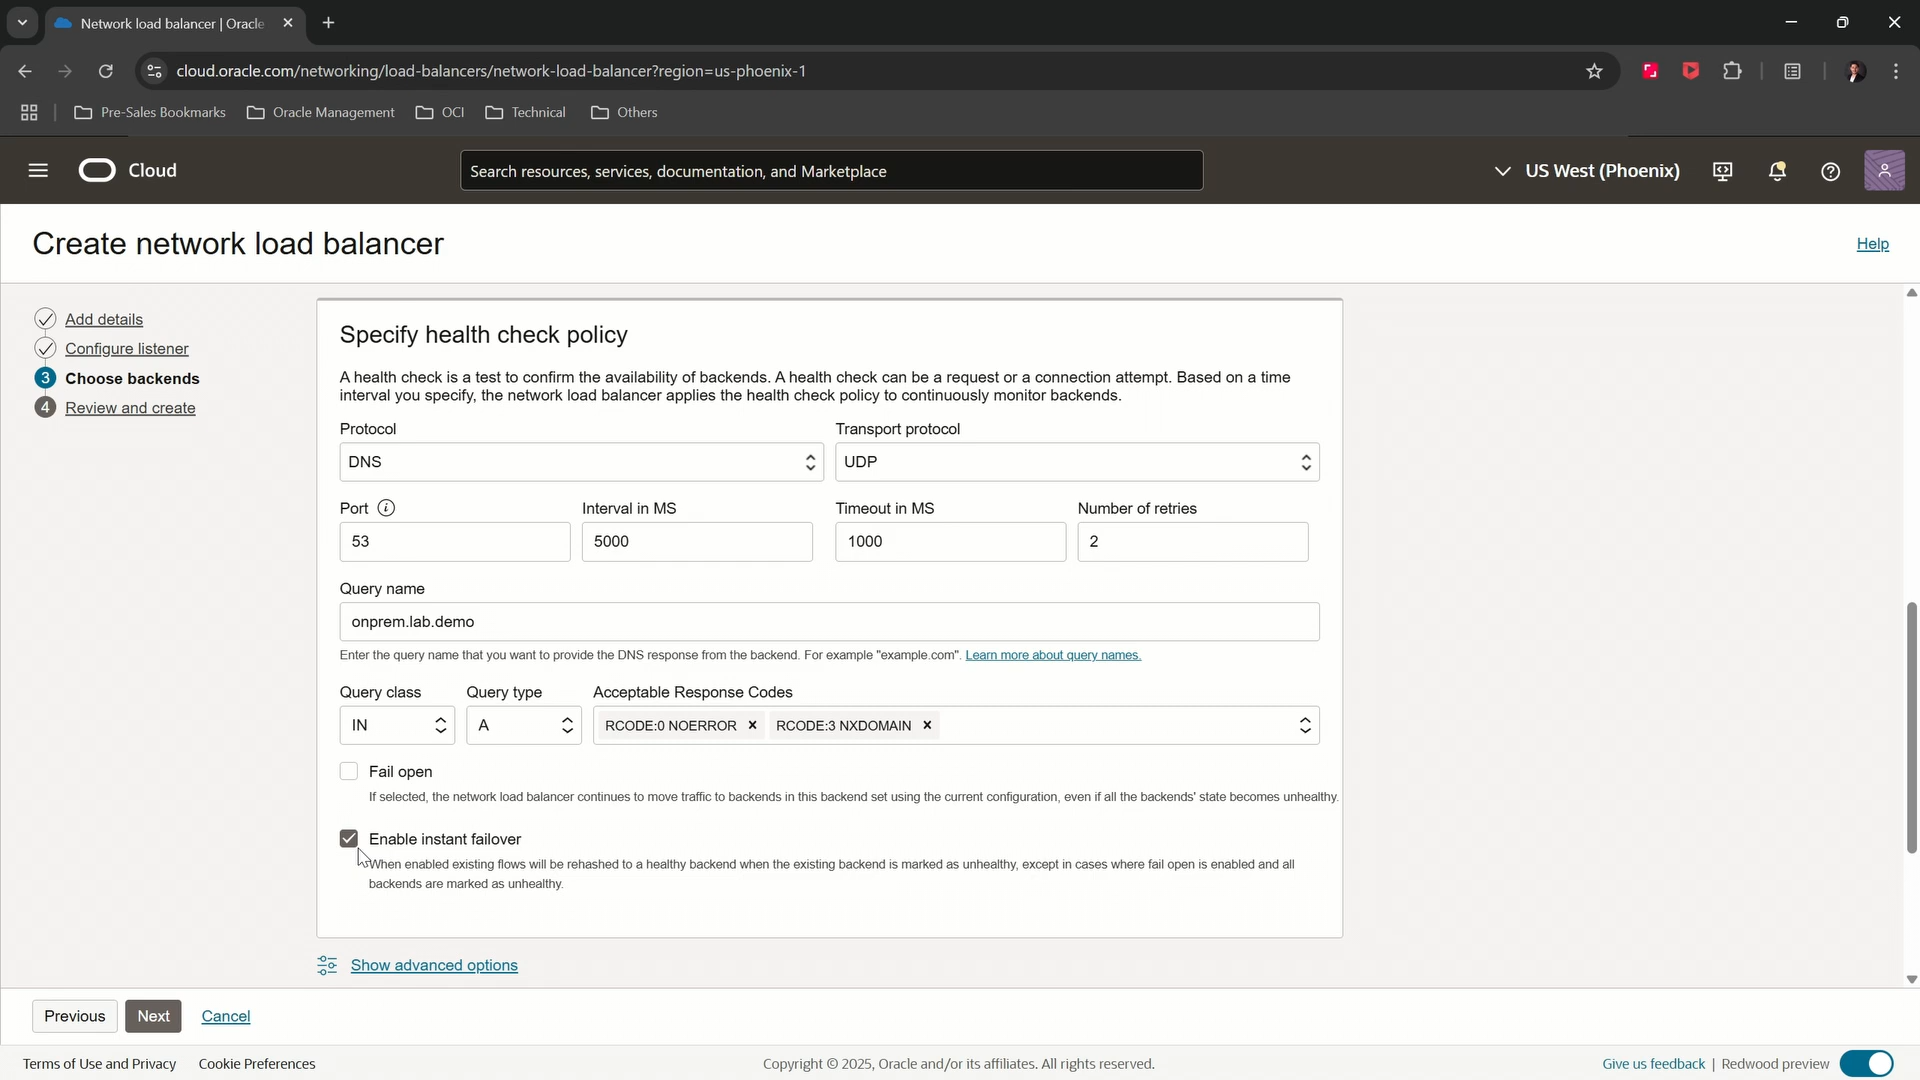 Network load balancer | Oracle
cloud.oracle.com/networking/load-balancers/network-load-balancer?region=us-phoenix-1
Pre-Sales Bookmarks
Oracle Management
OCI
Technical
Others
Cloud
Search resources, services, documentation, and Marketplace
US West (Phoenix)
Create network load balancer
Help
Add details
Configure listener
3 Choose backends
4 Review and create
Specify health check policy
A health check is a test to confirm the availability of backends. A health check can be a request or a connection attempt. Based on a time
interval you specify, the network load balancer applies the health check policy to continuously monitor backends.
Protocol
Transport protocol
DNS
UDP
Port
Interval in MS
Timeout in MS
Number of retries
53
5000
1000
2
Query name
onprem.lab.demo
Enter the query name that you want to provide the DNS response from the backend. For example "example.com". Learn more about query names.
Query class
Query type
Acceptable Response Codes
IN
A
RCODE:0 NOERROR
RCODE:3 NXDOMAIN
Fail open
If selected, the network load balancer continues to move traffic to backends in this backend set using the current configuration, even if all the backends' state becomes unhealthy.
Enable instant failover
When enabled existing flows will be rehashed to a healthy backend when the existing backend is marked as unhealthy, except in cases where fail open is enabled and all
backends are marked as unhealthy.
Show advanced options
Previous
Next
Cancel
Terms of Use and Privacy
Cookie Preferences
Copyright © 2025, Oracle and/or its affiliates. All rights reserved.
Give us feedback | Redwood preview